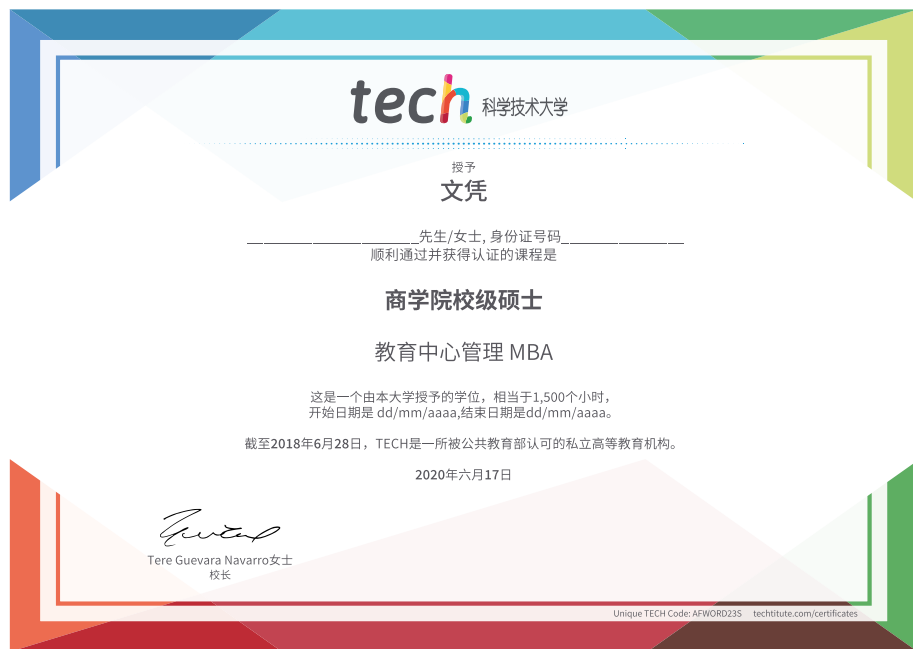 tech 科学技术大学
授予
文凭
______________________先生/女士, 身份证号码_______________
顺利通过并获得认证的课程是
商学院校级硕士
教育中心管理 MBA
这是一个由本大学授予的学位，相当于1,500个小时，
开始日期是 dd/mm/aaaa,结束日期是dd/mm/aaaa。
截至2018年6月28日，TECH是一所被公共教育部认可的私立高等教育机构。
2020年六月17日
Tere Guevara Navarro女士
校长
Unique TECH Code: AFWORD23S techtitute.com/certificates